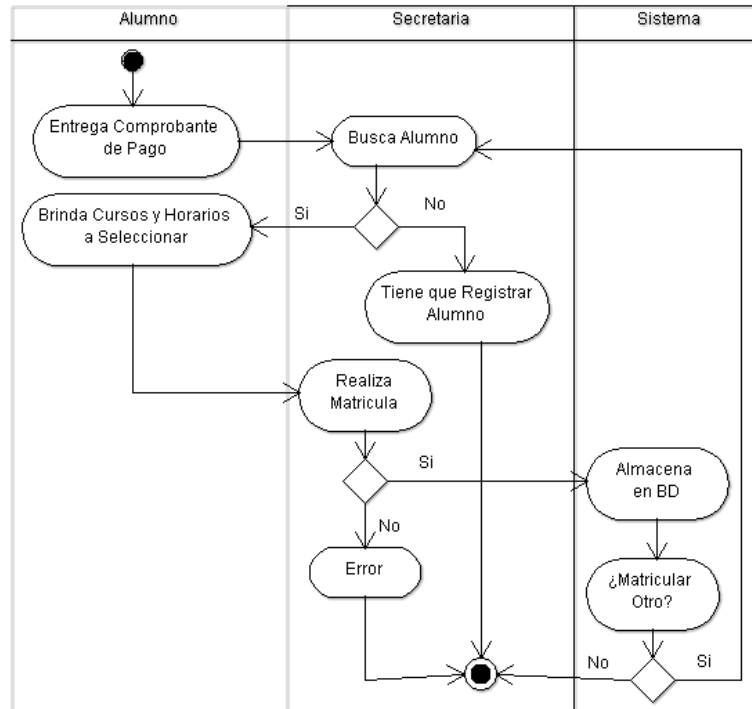 Alumno
Secretaria
Sistema
Entrega Comprobante
de Pago
Busca Alumno
Brinda Cursos y Horarios
a Seleccionar
Si
No
Tiene que Registrar
Alumno
Realiza
Matricula
Si
Almacena
en BD
No
Error
¿Matricular
Otro?
No
Si